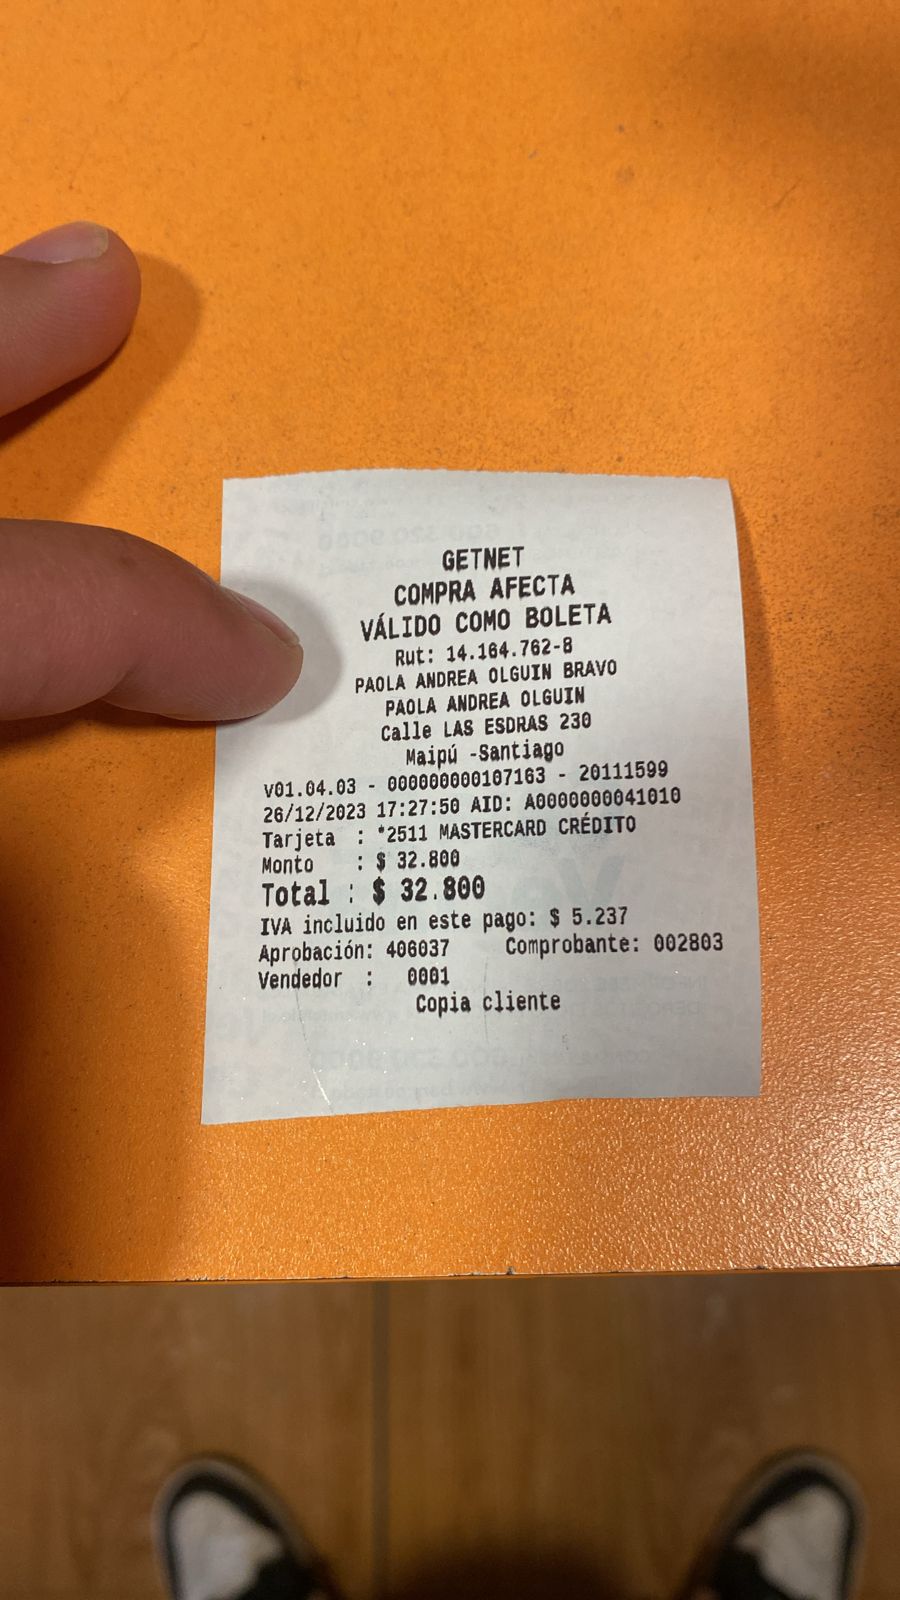 GETNET
COMPRA AFECTA
VÁLIDO COMO BOLETA
Rut: 14.164.762-8
PAOLA ANDREA OLGUIN BRAVO
PAOLA ANDREA OLGUIN
Calle LAS ESDRAS 230
Maipú -Santiago
v01.04.03 - 000000000107163 - 20111599
26/12/2023 17:27:50 AID: A0000000041010
Tarjeta : *2511 MASTERCARD CRÉDITO
Monto : $ 32.800
Total : $ 32.800
IVA incluido en este pago: $ 5.237
Aprobación: 406037 Comprobante: 002803
Vendedor : 0001
Copia cliente